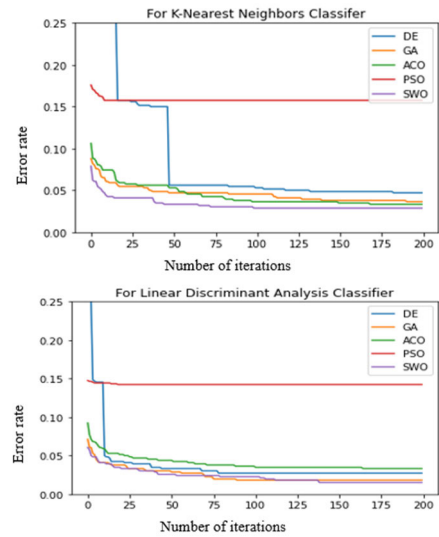 For K-Nearest Neighbors Classifer
0.25
0.20
0.15
0.10
0.05
0.00
Error rate
DE
GA
ACO
PSO
SWO
0 25 50 75 100 125 150 175 200
Number of iterations
For Linear Discriminant Analysis Classifier
0.25
0.20
0.15
0.10
0.05
0.00
Error rate
DE
GA
ACO
PSO
SWO
0 25 50 75 100 125 150 175 200
Number of iterations